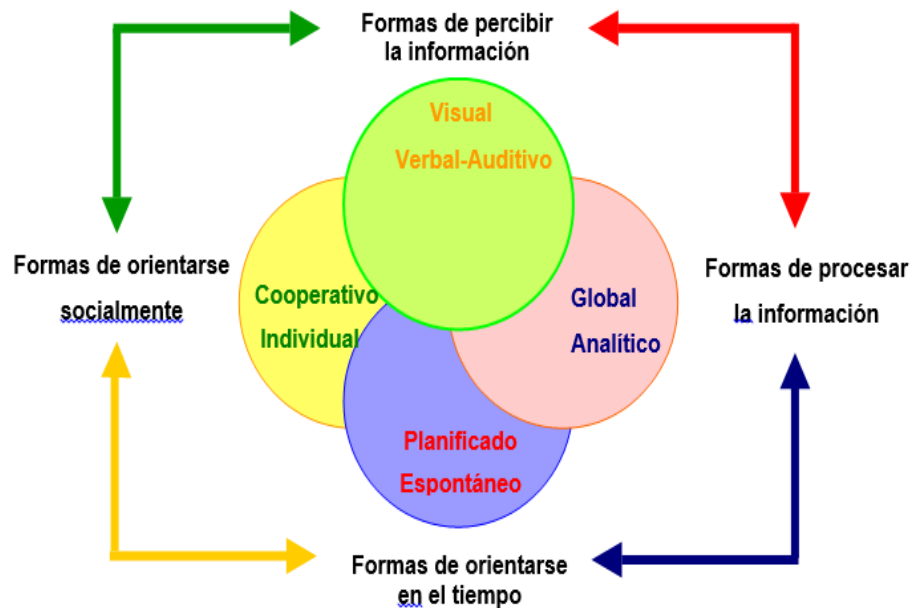 Formas de percibir
la información
Visual
Verbal-Auditivo
Formas de orientarse
socialmente
Cooperativo
Individual
Global
Analítico
Formas de procesar
la información
Planificado
Espontáneo
Formas de orientarse
en el tiempo